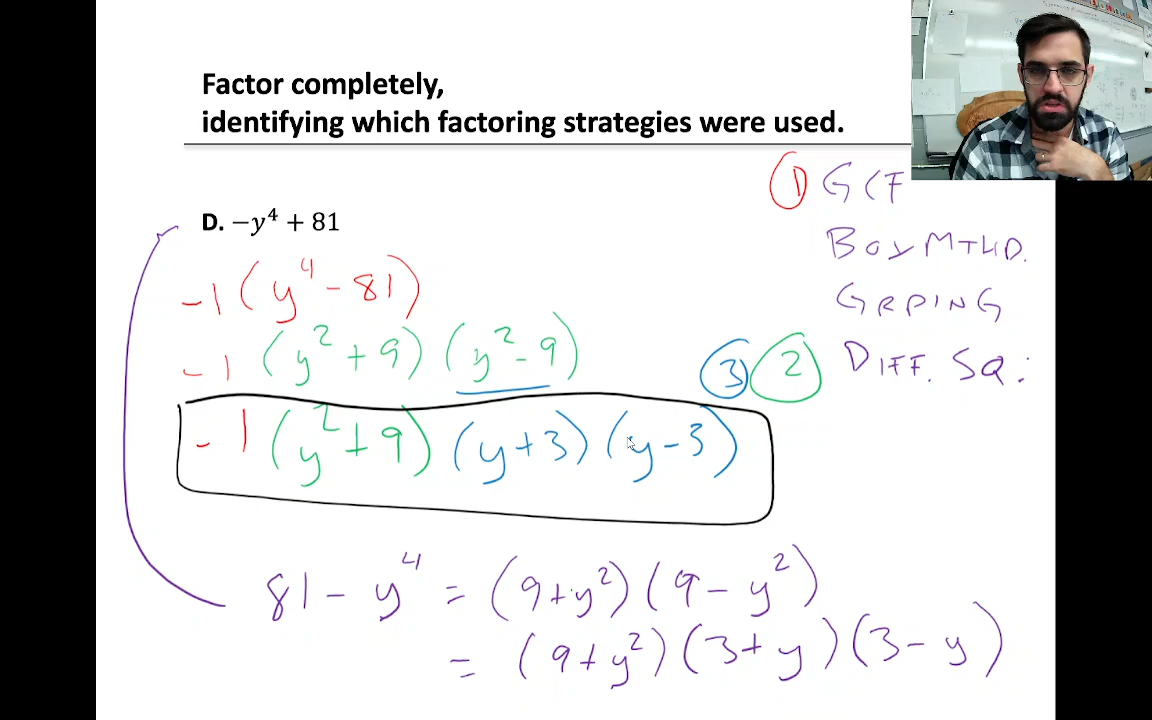 Factor completely,
identifying which factoring strategies were used.
① GCF
D. −y⁴ + 81
BOX MTHD.
-1(y⁴ - 81)
GRPING
-1 (y² + 9)(y² - 9)
③ ② DIFF. SQ.
-1(y² + 9)(y + 3)(y - 3)
81 - y⁴ = (9 + y²)(9 - y²)
= (9 + y²)(3 + y)(3 - y)